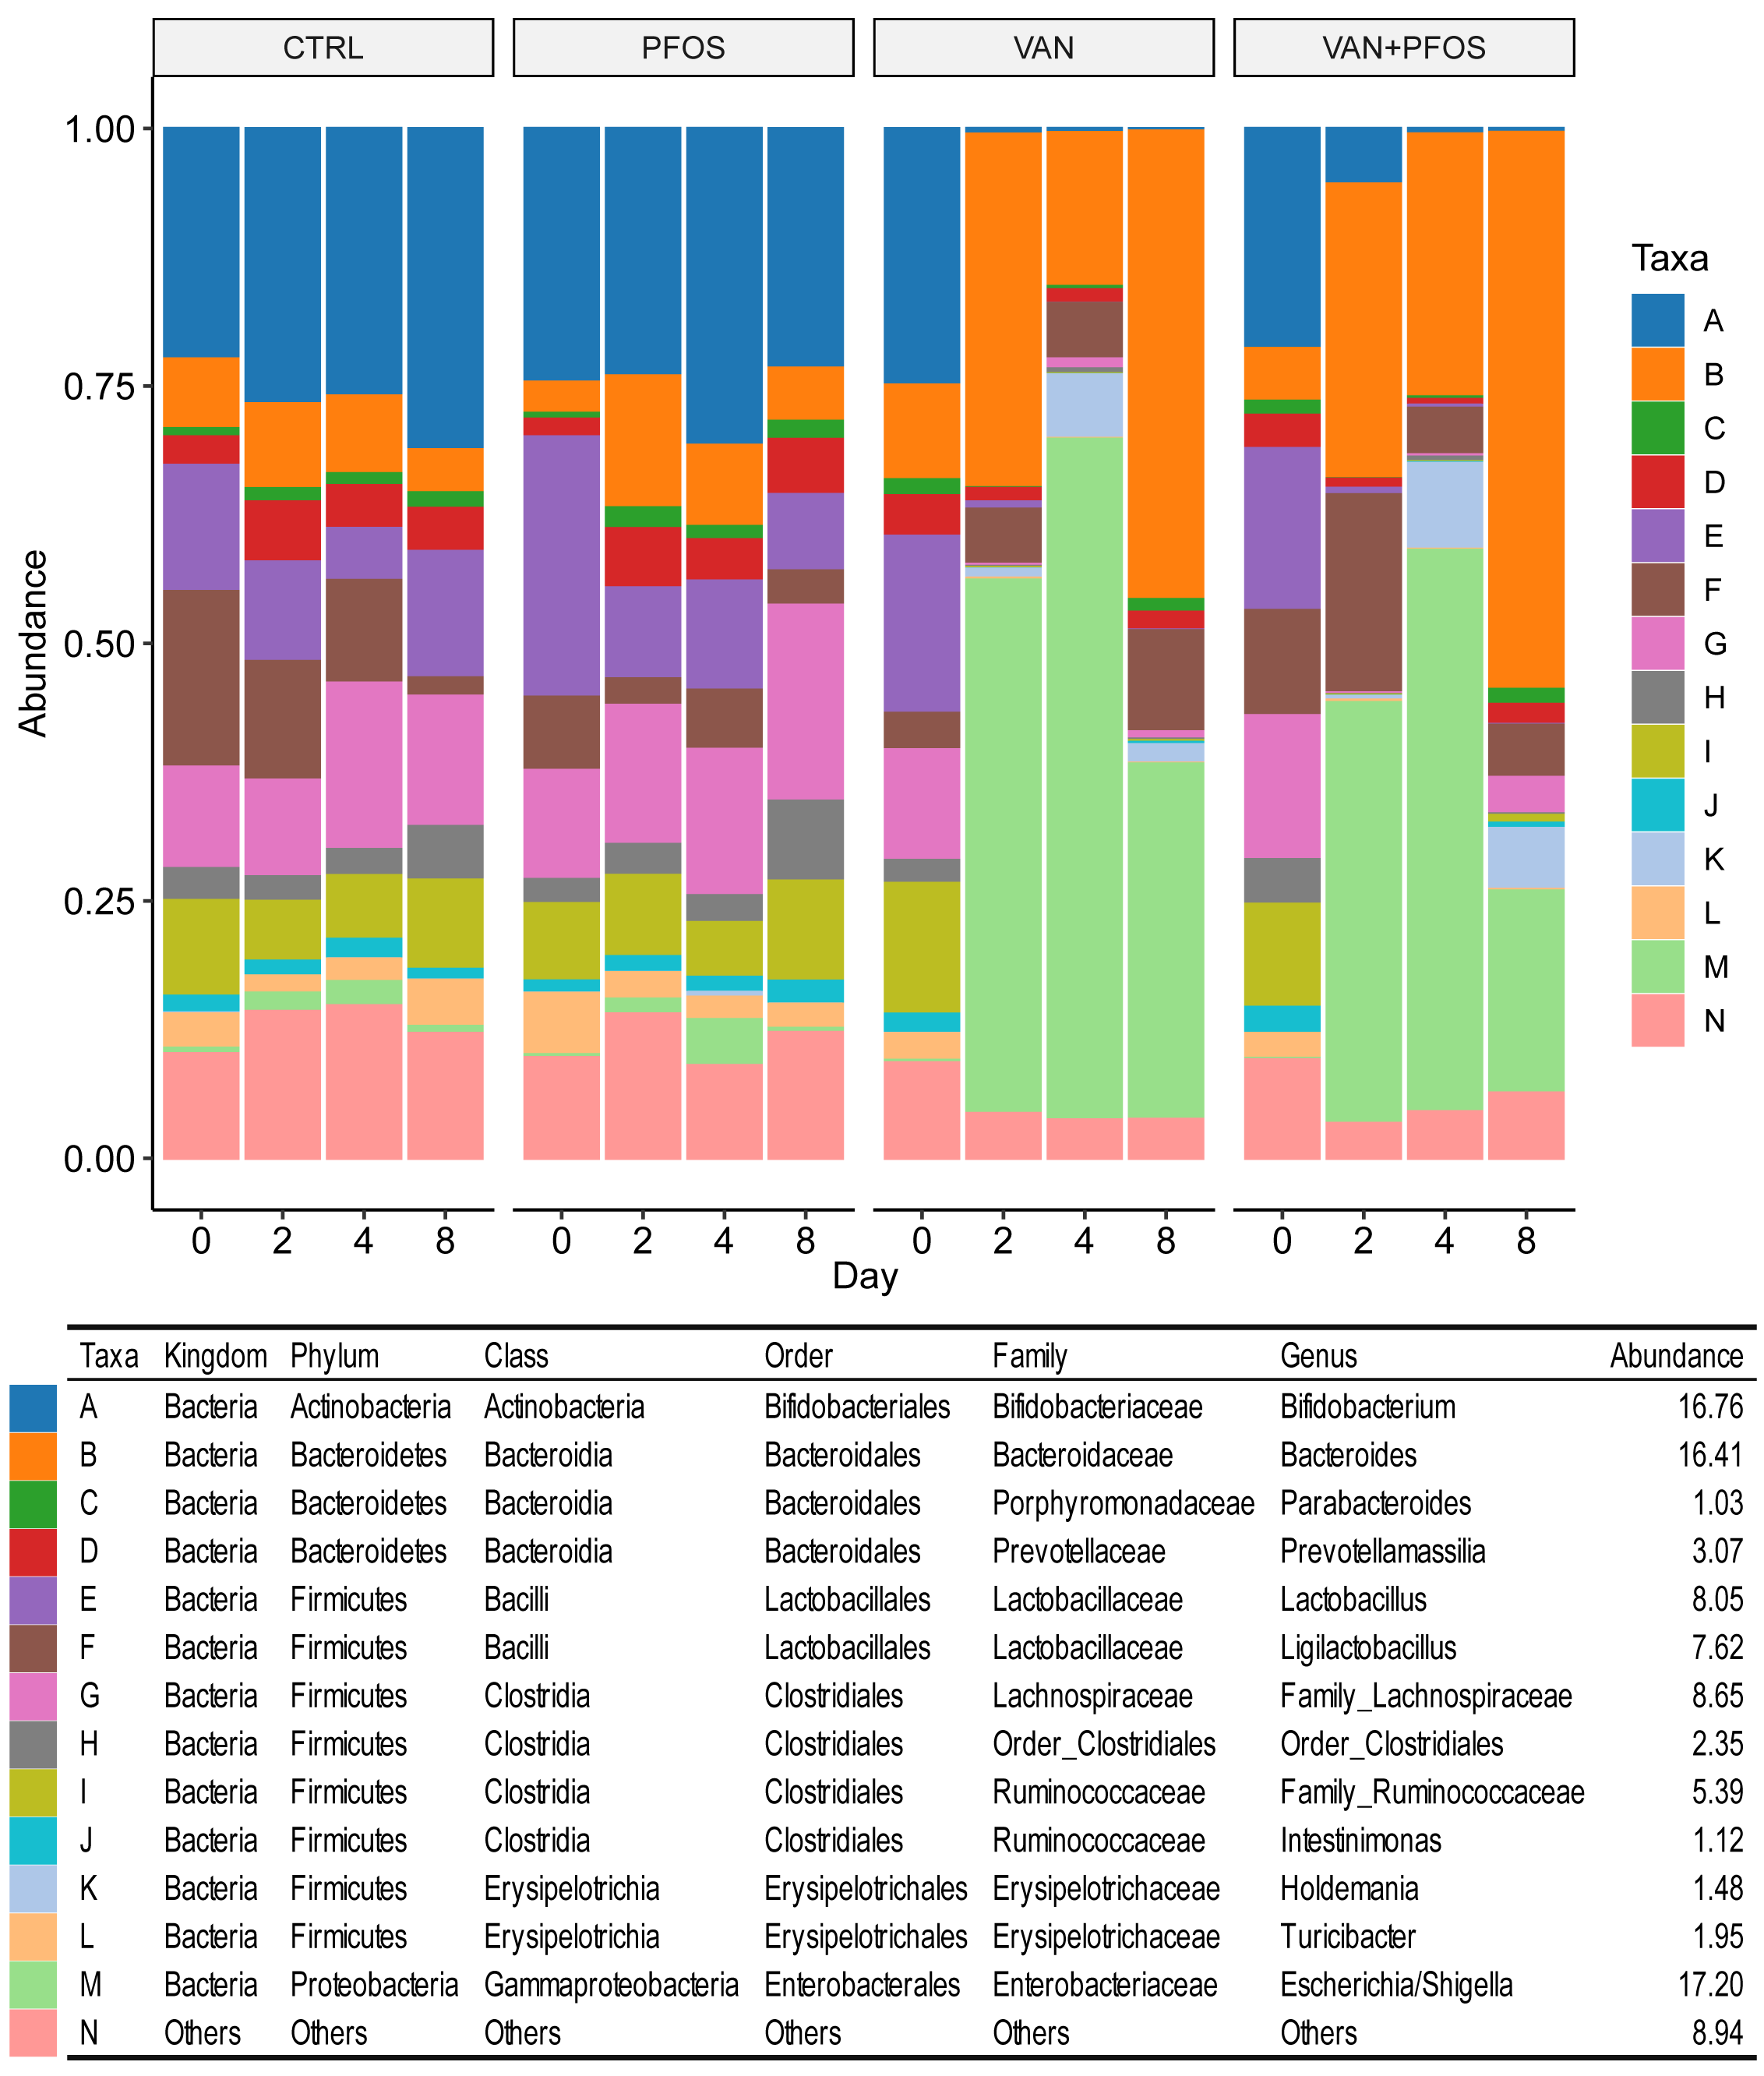 CTRL PFOS VAN VAN+PFOS
1.00
0.75
0.50
0.25
0.00
Abundance
0 2 4 8 0 2 4 8 0 2 4 8 0 2 4 8
Day
Taxa
A
B
C
D
E
F
G
H
I
J
K
L
M
N
Taxa Kingdom Phylum Class Order Family Genus Abundance
A Bacteria Actinobacteria Actinobacteria Bifidobacteriales Bifidobacteriaceae Bifidobacterium 16.76
B Bacteria Bacteroidetes Bacteroidia Bacteroidales Bacteroidaceae Bacteroides 16.41
C Bacteria Bacteroidetes Bacteroidia Bacteroidales Porphyromonadaceae Parabacteroides 1.03
D Bacteria Bacteroidetes Bacteroidia Bacteroidales Prevotellaceae Prevotellamassilia 3.07
E Bacteria Firmicutes Bacilli Lactobacillales Lactobacillaceae Lactobacillus 8.05
F Bacteria Firmicutes Bacilli Lactobacillales Lactobacillaceae Ligilactobacillus 7.62
G Bacteria Firmicutes Clostridia Clostridiales Lachnospiraceae Family_Lachnospiraceae 8.65
H Bacteria Firmicutes Clostridia Clostridiales Order_Clostridiales Order_Clostridiales 2.35
I Bacteria Firmicutes Clostridia Clostridiales Ruminococcaceae Family_Ruminococcaceae 5.39
J Bacteria Firmicutes Clostridia Clostridiales Ruminococcaceae Intestinimonas 1.12
K Bacteria Firmicutes Erysipelotrichia Erysipelotrichales Erysipelotrichaceae Holdemania 1.48
L Bacteria Firmicutes Erysipelotrichia Erysipelotrichales Erysipelotrichaceae Turicibacter 1.95
M Bacteria Proteobacteria Gammaproteobacteria Enterobacterales Enterobacteriaceae Escherichia/Shigella 17.20
N Others Others Others Others Others Others 8.94